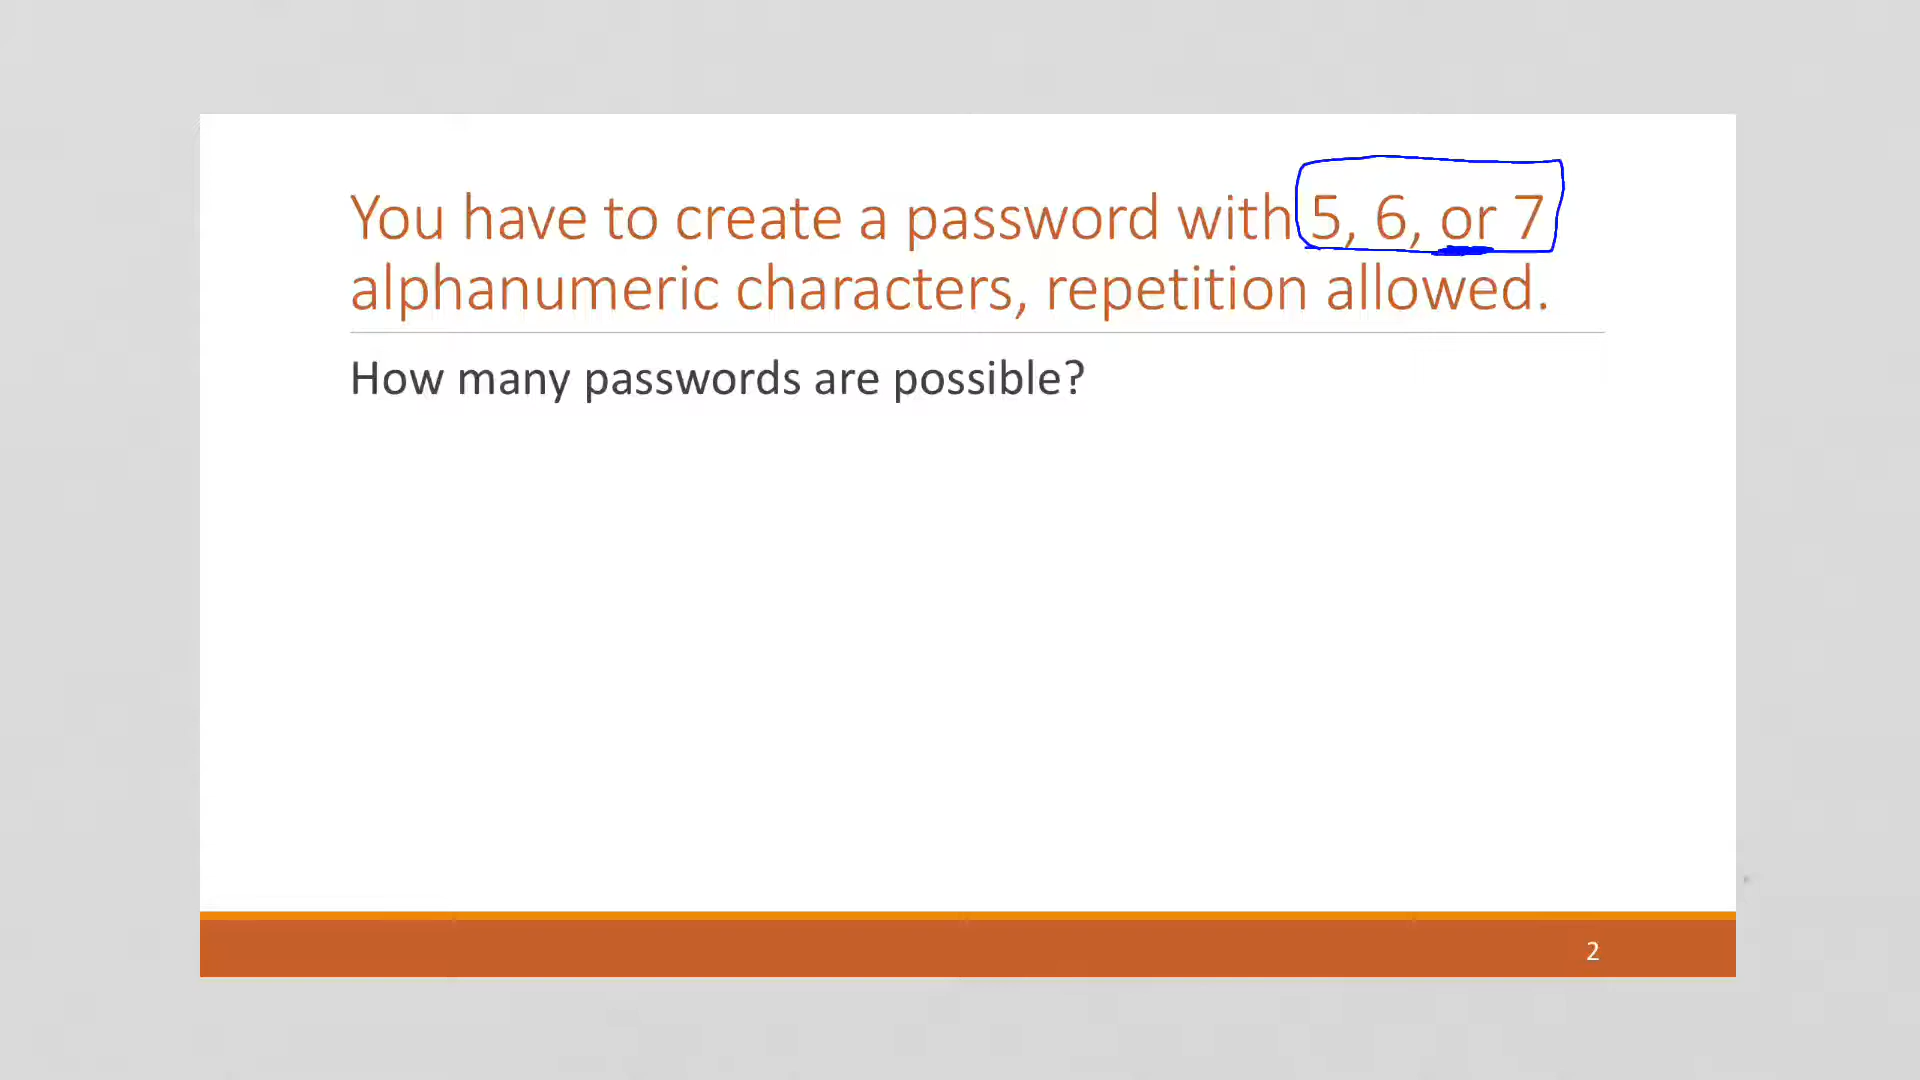 You have to create a password with 5, 6, or 7
alphanumeric characters, repetition allowed.
How many passwords are possible?
2